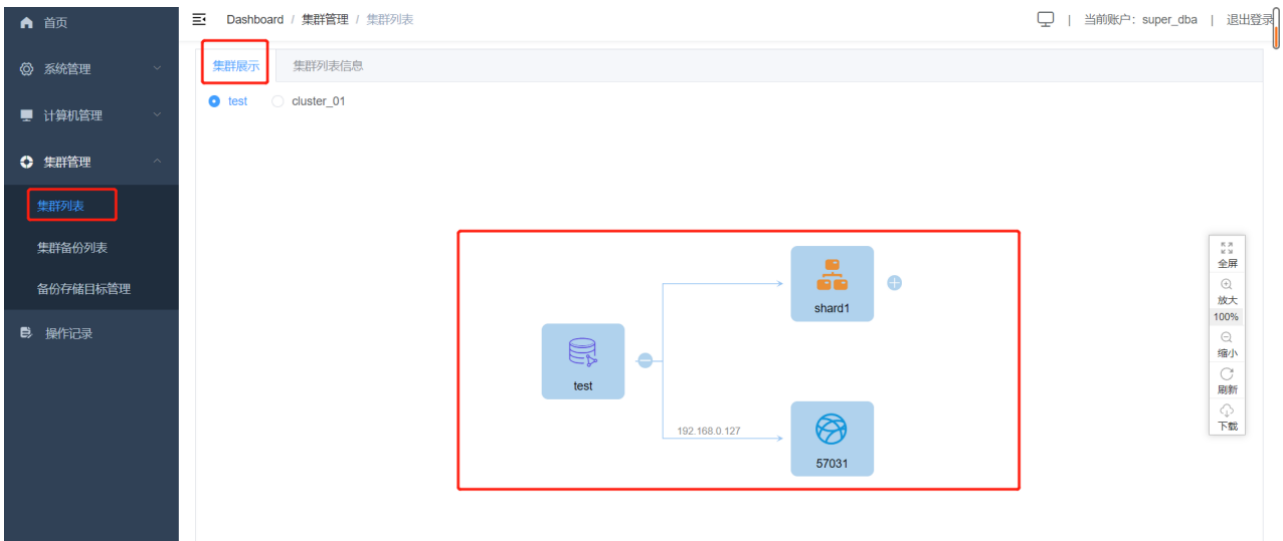 首页
系统管理
计算机管理
集群管理
集群列表
集群备份列表
备份存储目标管理
操作记录
Dashboard / 集群管理 / 集群列表
| 当前账户：super_dba | 退出登录
集群展示 集群列表信息
test cluster_01
shard1
test
192.168.0.127
57031
全屏
放大
100%
缩小
刷新
下载